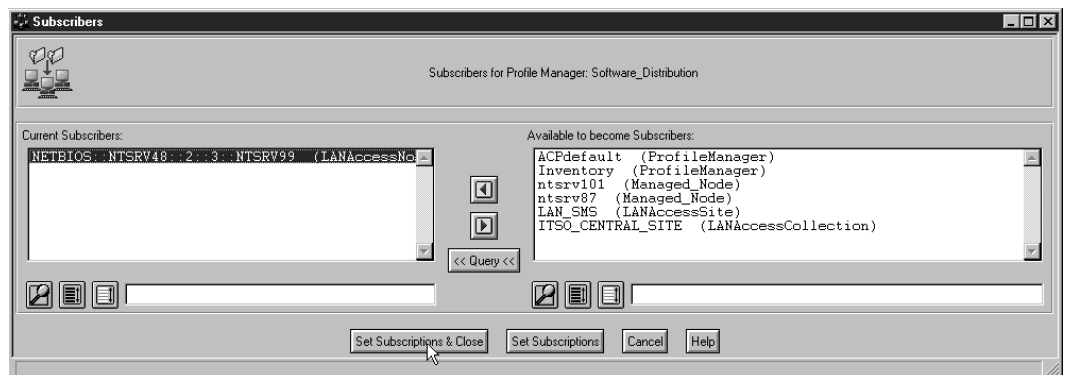 Subscribers
Subscribers for Profile Manager: Software_Distribution
Current Subscribers:
NETBIOS::NTSRV48::2::3::NTSRV99 (LANAccessNo
<< Query <<
Available to become Subscribers:
ACPdefault (ProfileManager)
Inventory (ProfileManager)
ntsrv101 (Managed_Node)
ntsrv87 (Managed_Node)
LAN_SMS (LANAccessSite)
ITSO_CENTRAL_SITE (LANAccessCollection)
Set Subscriptions & Close
Set Subscriptions
Cancel
Help